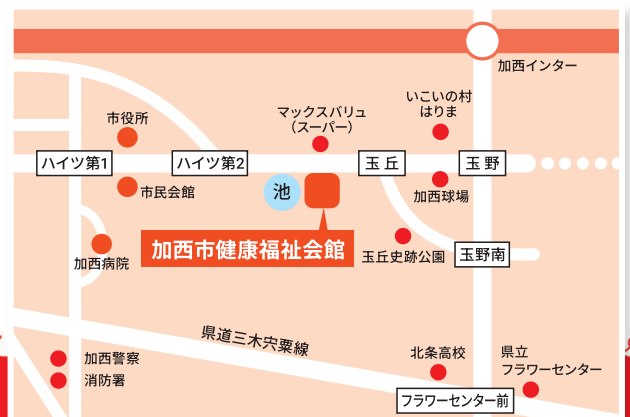 加西インター
いこいの村
はりま
マックスバリュ
（スーパー）
市役所
ハイツ第1
ハイツ第2
玉丘
玉野
池
市民会館
加西球場
加西市健康福祉会館
玉丘史跡公園
玉野南
加西病院
県道三木宍粟線
加西警察
消防署
北条高校
県立
フラワーセンター
フラワーセンター前